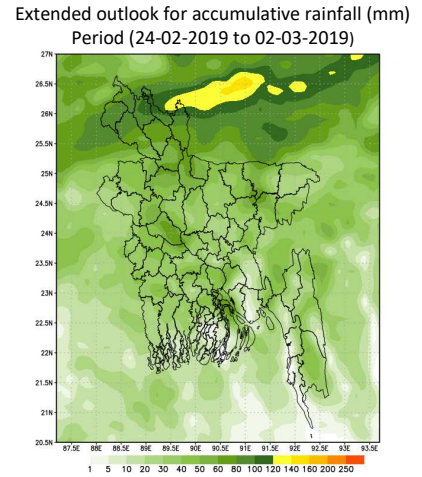 Extended outlook for accumulative rainfall (mm)
Period (24-02-2019 to 02-03-2019)
27N
26.5N
26N
25.5N
25N
24.5N
24N
23.5N
23N
22.5N
22N
21.5N
21N
20.5N
87.5E 88E 88.5E 89E 89.5E 90E 90.5E 91E 91.5E 92E 92.5E 93E 93.5E
1 5 10 20 30 40 50 60 80 100 120 140 160 200 250